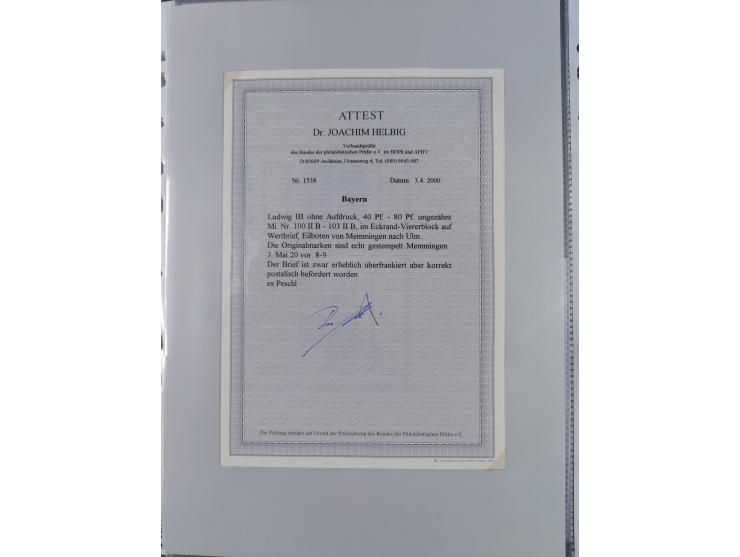 ATTEST
Dr. JOACHIM HELBIG
Verbandsprüfer
des Bundes der philatelistischen Prüfer e.V. im BDPh und APHV
D-85609 Aschheim, Uranusweg 4, Tel. (089) 9045 087
Nr. 1538 Datum 3.4. 2000
Bayern
Ludwig III ohne Aufdruck, 40 Pf. - 80 Pf. ungezähnt
Mi. Nr. 100 II B - 103 II B, im Eckrand-Viererblock auf
Wertbrief, Eilboten von Memmingen nach Ulm.
Die Originalmarken sind echt gestempelt Memmingen
3. Mai 20 vor. 8-9
Der Brief ist zwar erheblich überfrankiert aber korrekt
postalisch befördert worden.
ex Peschl
Die Prüfung erfolgte auf Grund der Prüfordnung des Bundes der Philatelistischen Prüfer e.V.